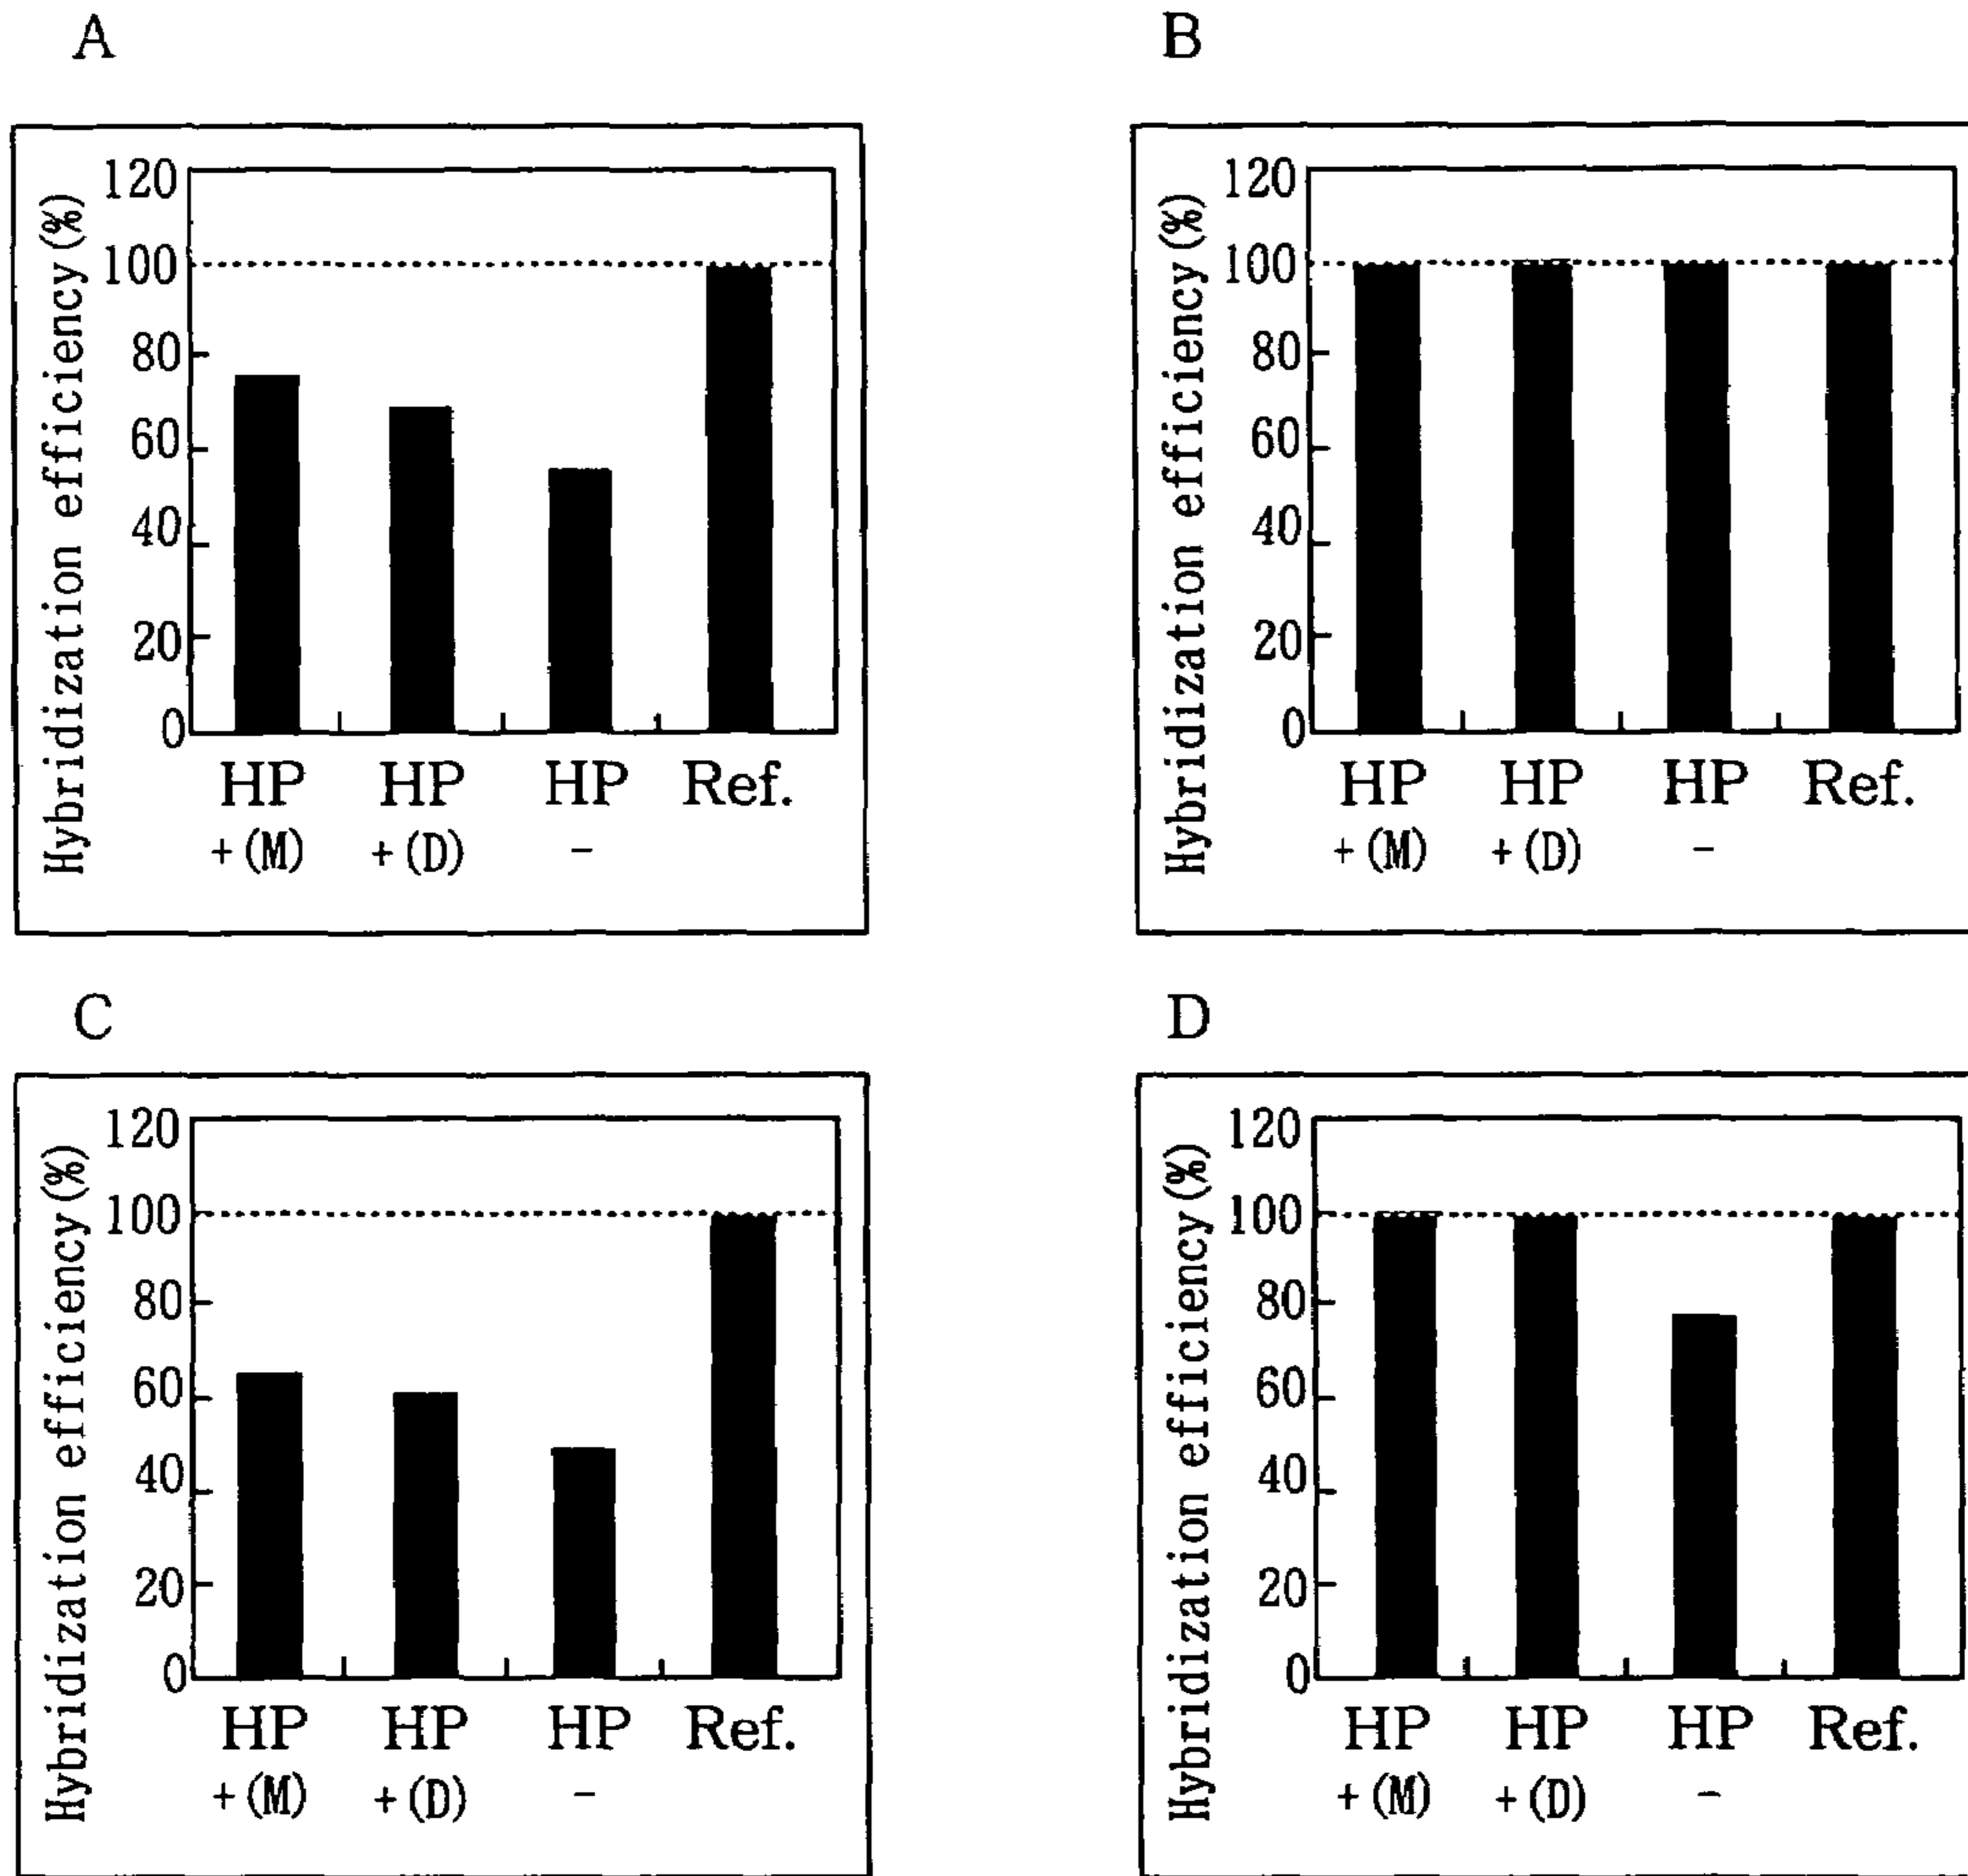 A
Hybridization efficiency (%)
120
100
80
60
40
20
0
HP HP HP Ref.
+(M) +(D) -
B
Hybridization efficiency (%)
120
100
80
60
40
20
0
HP HP HP Ref.
+(M) +(D) -
C
Hybridization efficiency (%)
120
100
80
60
40
20
0
HP HP HP Ref.
+(M) +(D) -
D
Hybridization efficiency (%)
120
100
80
60
40
20
0
HP HP HP Ref.
+(M) +(D) -